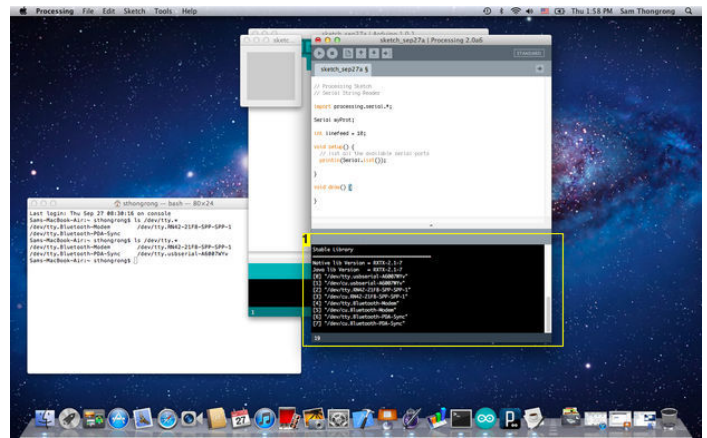 Processing File Edit Sketch Tools Help
Thu 1:58 PM Sam Thongrong
sketch_sep27a | Arduino 1.0.1
sketc
sketch_sep27a | Processing 2.0a6
STANDARD
sketch_sep27a §
// Processing Sketch
// Serial String Reader
import processing.serial.*;
Serial myPort;
int linefeed = 10;
void setup() {
// list all the available serial ports
println(Serial.list());
}
void draw() {
}
sthongrong — bash — 80×24
Last login: Thu Sep 27 08:30:16 on console
Sams-MacBook-Air:~ sthongrong$ ls /dev/tty.*
/dev/tty.Bluetooth-Modem /dev/tty.RN42-21F8-SPP-SPP-1
/dev/tty.Bluetooth-PDA-Sync
Sams-MacBook-Air:~ sthongrong$ ls /dev/tty.*
/dev/tty.Bluetooth-Modem /dev/tty.RN42-21F8-SPP-SPP-1
/dev/tty.Bluetooth-PDA-Sync /dev/tty.usbserial-A6007WYv
Sams-MacBook-Air:~ sthongrong$
1
1
Stable Library
Native lib Version = RXTX-2.1-7
Java lib Version = RXTX-2.1-7
[0] "/dev/tty.usbserial-A6007WYv"
[1] "/dev/cu.usbserial-A6007WYv"
[2] "/dev/tty.RN42-21F8-SPP-SPP-1"
[3] "/dev/cu.RN42-21F8-SPP-SPP-1"
[4] "/dev/tty.Bluetooth-Modem"
[5] "/dev/cu.Bluetooth-Modem"
[6] "/dev/tty.Bluetooth-PDA-Sync"
[7] "/dev/cu.Bluetooth-PDA-Sync"
19
27